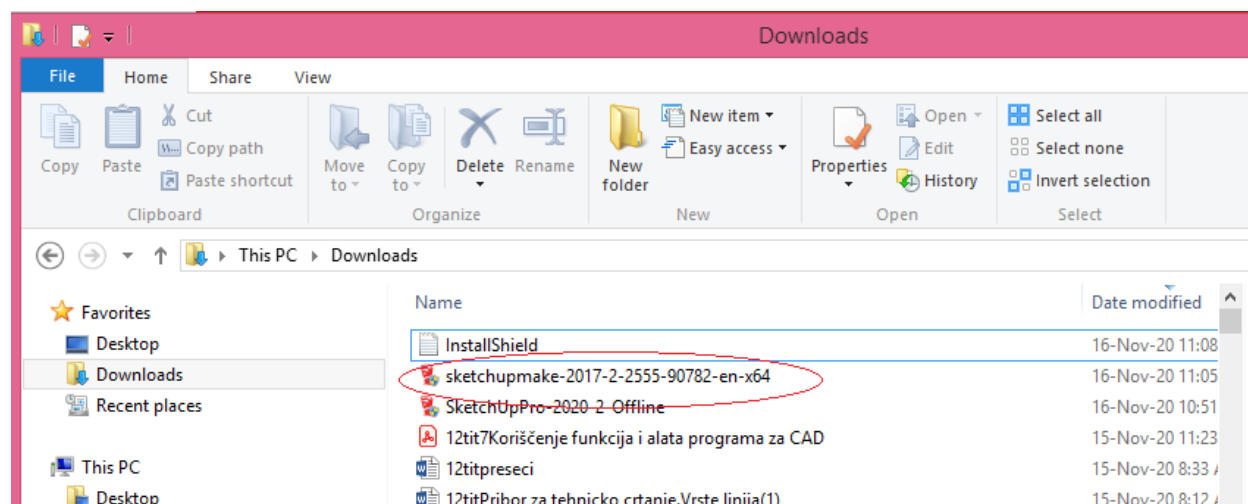 Downloads
File Home Share View
Copy Paste Cut Copy path Paste shortcut Move to Copy to Delete Rename New folder New item Easy access Properties Open Edit History Select all Select none Invert selection
Clipboard Organize New Open Select
This PC Downloads
Name Date modified
Favorites
Desktop
Downloads
Recent places
This PC
Desktop
InstallShield 16-Nov-20 11:08
sketchupmake-2017-2-2555-90782-en-x64 16-Nov-20 11:05
SketchUpPro-2020-2-Offline 16-Nov-20 10:51
12tit7Koriščenje funkcija i alata programa za CAD 15-Nov-20 11:23
12titpreseci 15-Nov-20 8:33
12titPribor za tehnicko crtanje.Vrste linija(1) 15-Nov-20 8:12